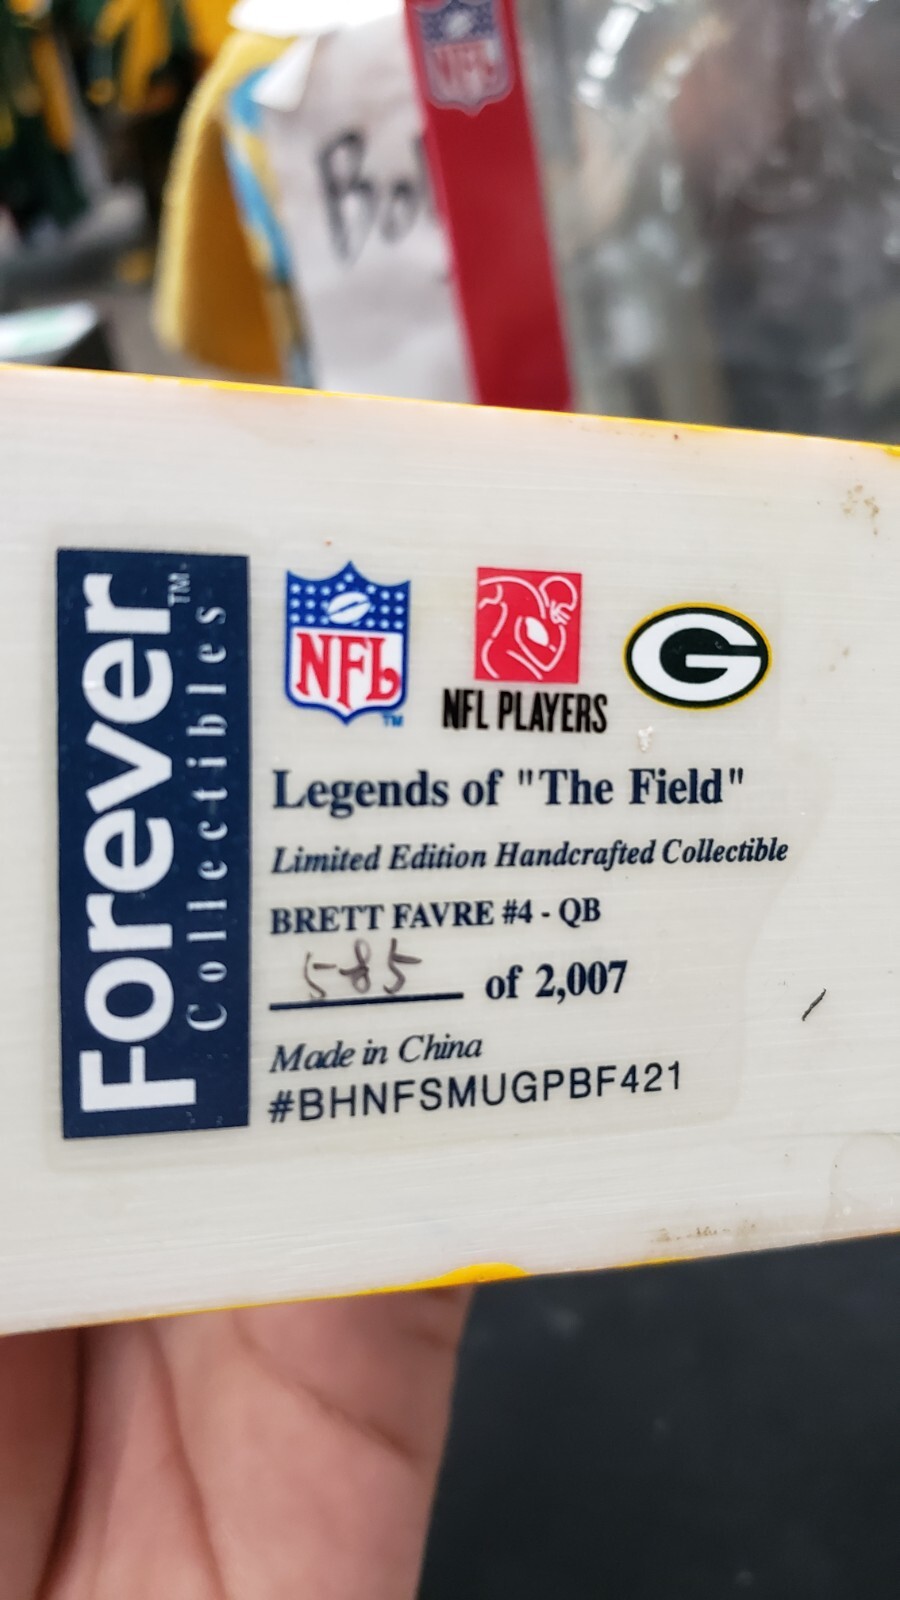 NFL
Forever™
Collectibles
NFL™
NFL PLAYERS
G
Legends of "The Field"
Limited Edition Handcrafted Collectible
BRETT FAVRE #4 - QB
585 of 2,007
Made in China
#BHNFSMUGPBF421